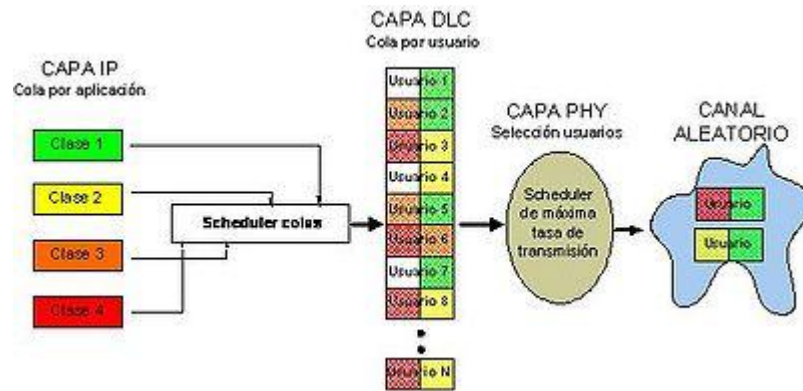 CAPA IP
Cola por aplicación
Clase 1
Clase 2
Clase 3
Clase 4
Scheduler colas
CAPA DLC
Cola por usuario
Usuario 1
Usuario 2
Usuario 3
Usuario 4
Usuario 5
Usuario 6
Usuario 7
Usuario 8
Usuario N
CAPA PHY
Selección usuarios
Scheduler
de máxima
tasa de
transmisión
CANAL
ALEATORIO
Usuario
Usuario